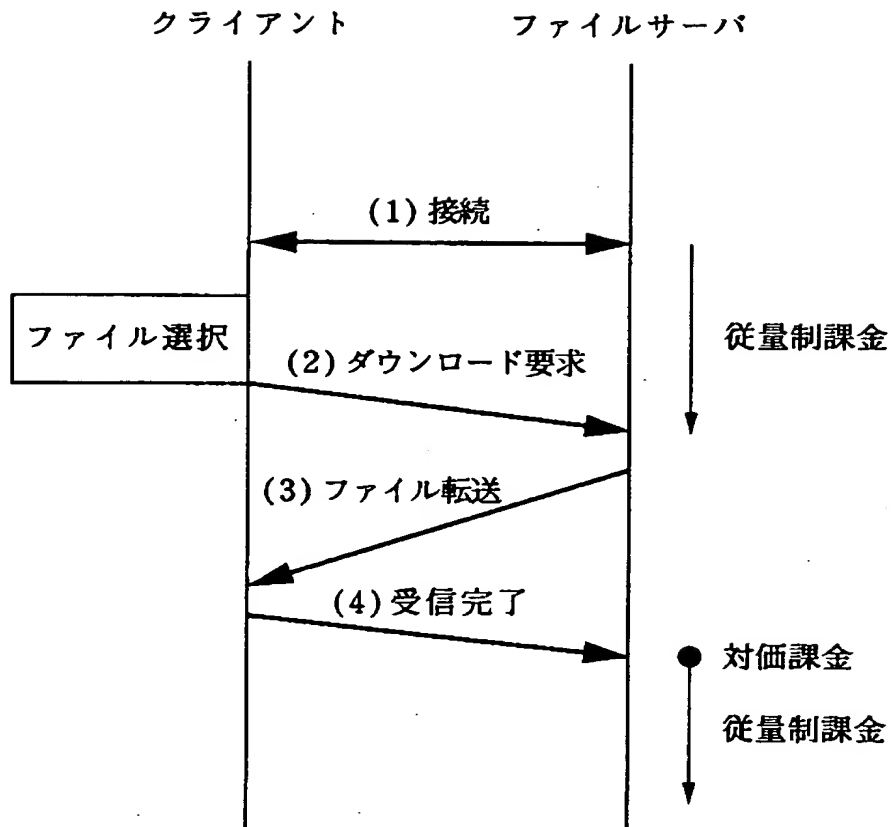 クライアント
ファイルサーバ
(1) 接続
ファイル選択
従量制課金
(2) ダウンロード要求
(3) ファイル転送
(4) 受信完了
対価課金
従量制課金